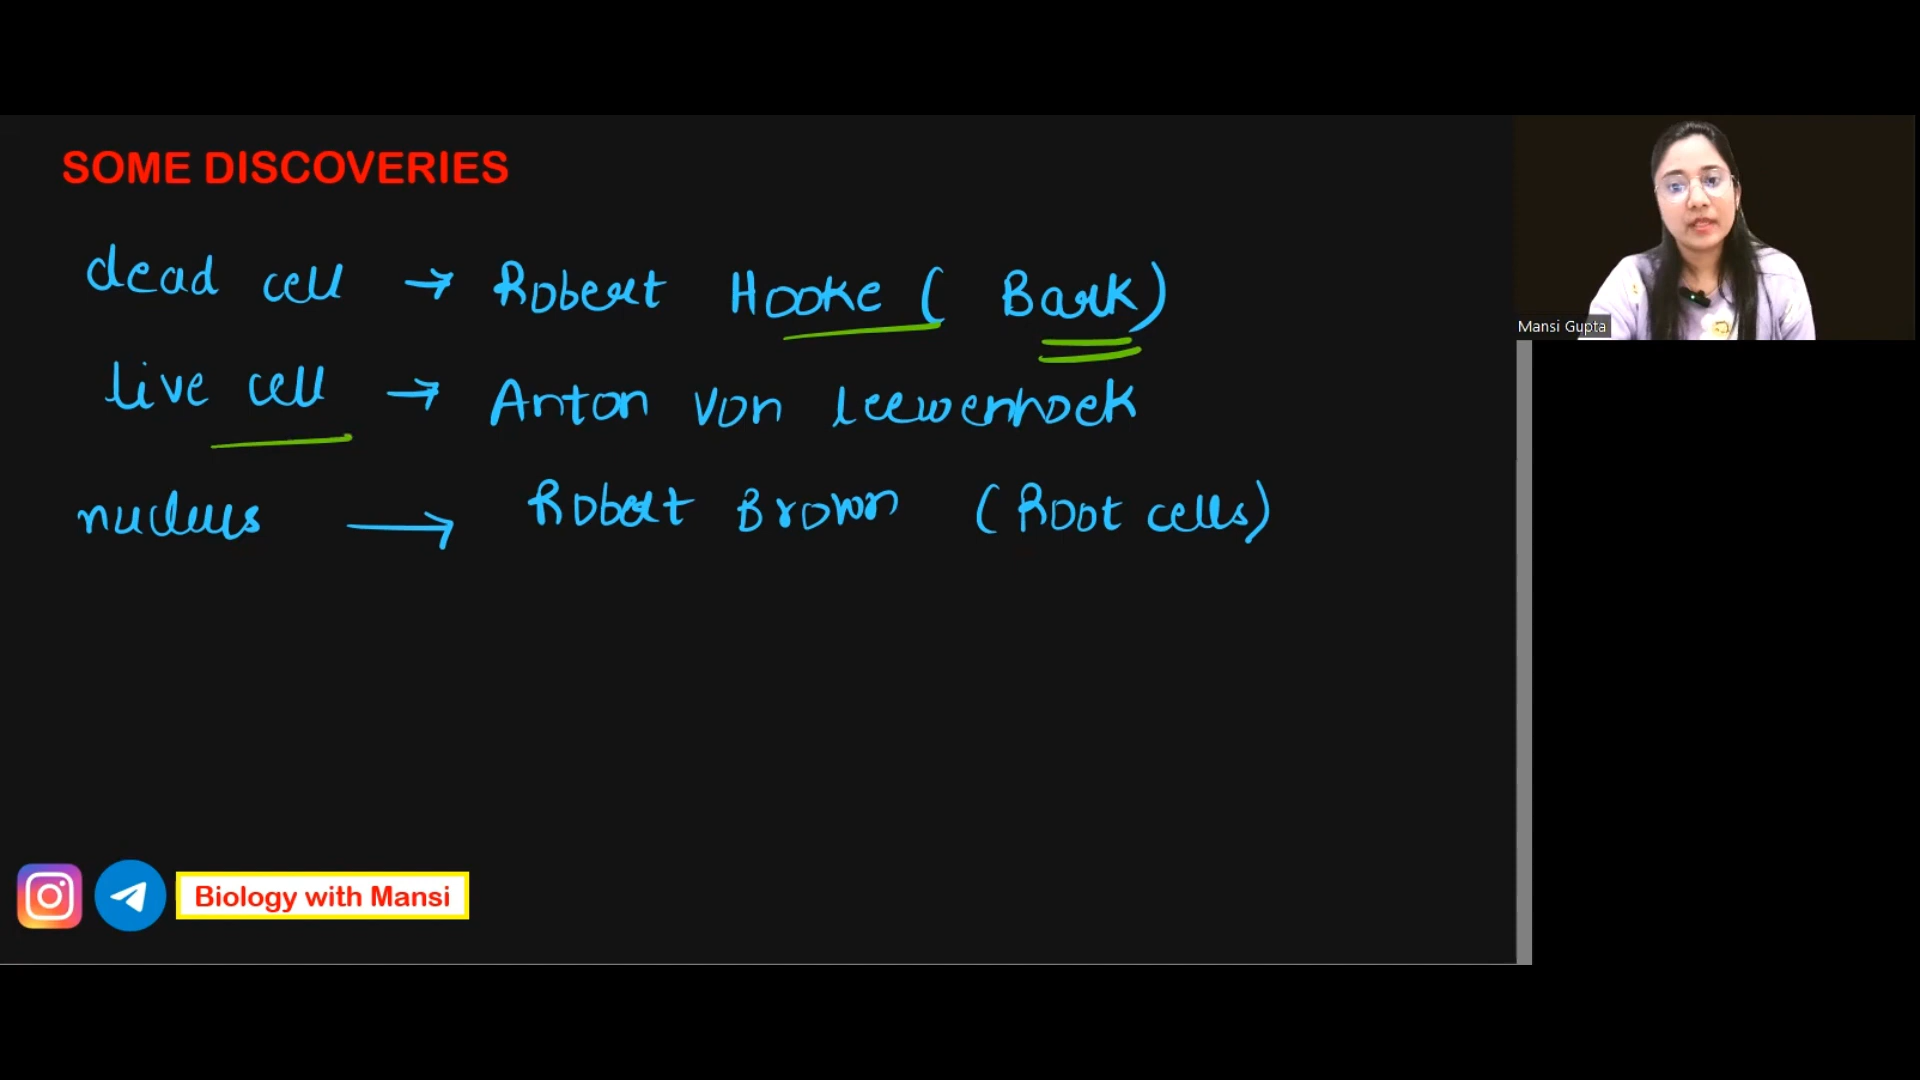 SOME DISCOVERIES
dead cell → Robert Hooke ( Bark)
live cell → Anton von leewenhoek
nucleus → Robert Brown (Root cells)
Mansi Gupta
Biology with Mansi